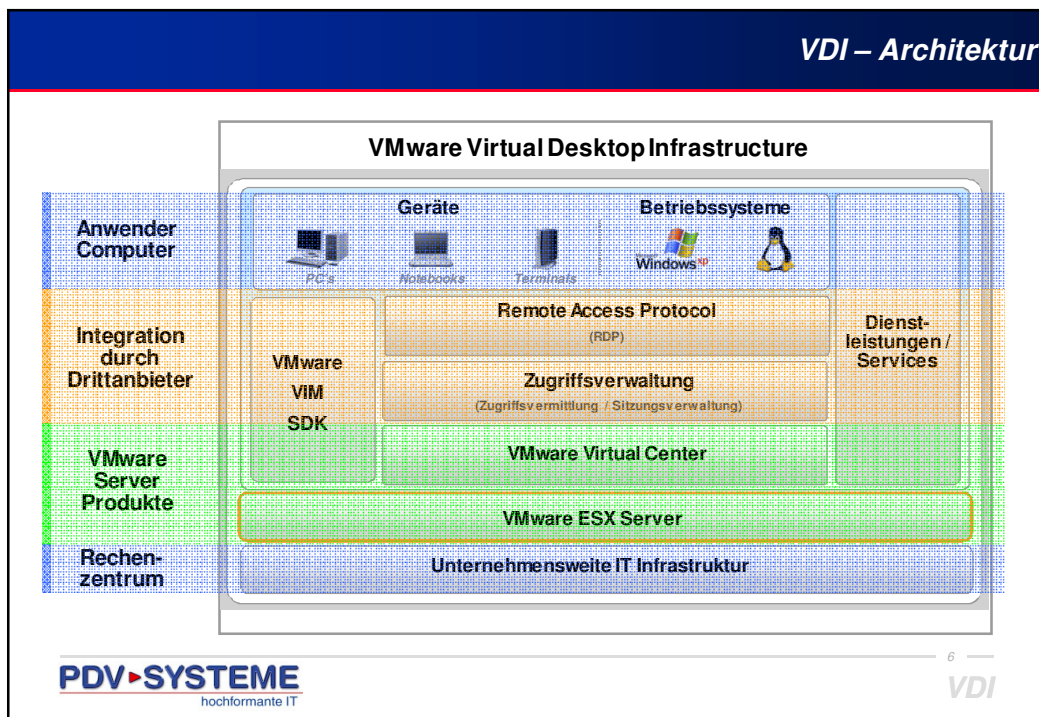 VDI – Architektur
VMware Virtual Desktop Infrastructure
Anwender
Computer
Geräte
Betriebssysteme
PC's
Notebooks
Terminals
Windows xp
Integration
durch
Drittanbieter
VMware
VIM
SDK
Remote Access Protocol
(RDP)
Zugriffsverwaltung
(Zugriffsvermittlung / Sitzungsverwaltung)
Dienst-
leistungen /
Services
VMware
Server
Produkte
VMware Virtual Center
VMware ESX Server
Rechen-
zentrum
Unternehmensweite IT Infrastruktur
PDV SYSTEME
hochformante IT
6
VDI